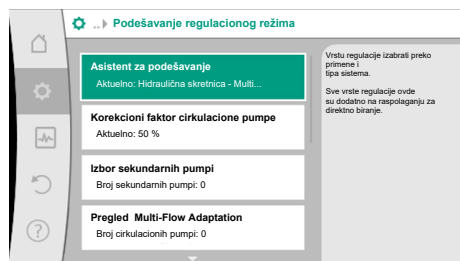 ..› Podešavanje regulacionog režima
Asistent za podešavanje
Aktuelno: Hidraulična skretnica - Multi...
Korekcioni faktor cirkulacione pumpe
Aktuelno: 50 %
Izbor sekundarnih pumpi
Broj sekundarnih pumpi: 0
Pregled Multi-Flow Adaptation
Broj cirkulacionih pumpi: 0
Vrstu regulacije izabrati preko
primene i
tipa sistema.
Sve vrste regulacije ovde
su dodatno na raspolaganju za
direktno biranje.